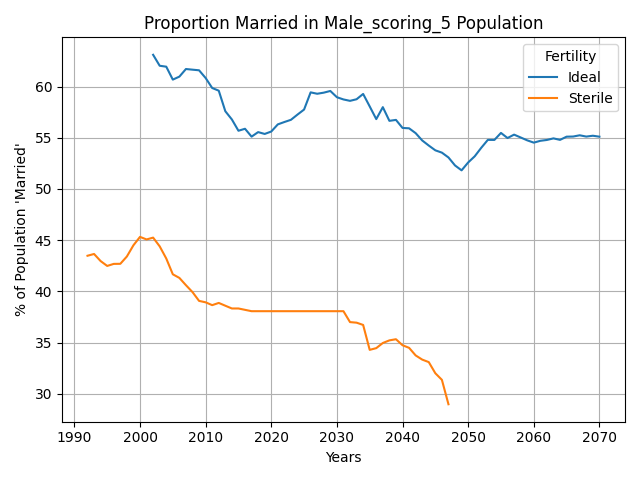 Proportion Married in Male_scoring_5 Population
% of Population 'Married'
60
55
50
45
40
35
30
Fertility
Ideal
Sterile
1990 2000 2010 2020 2030 2040 2050 2060 2070
Years